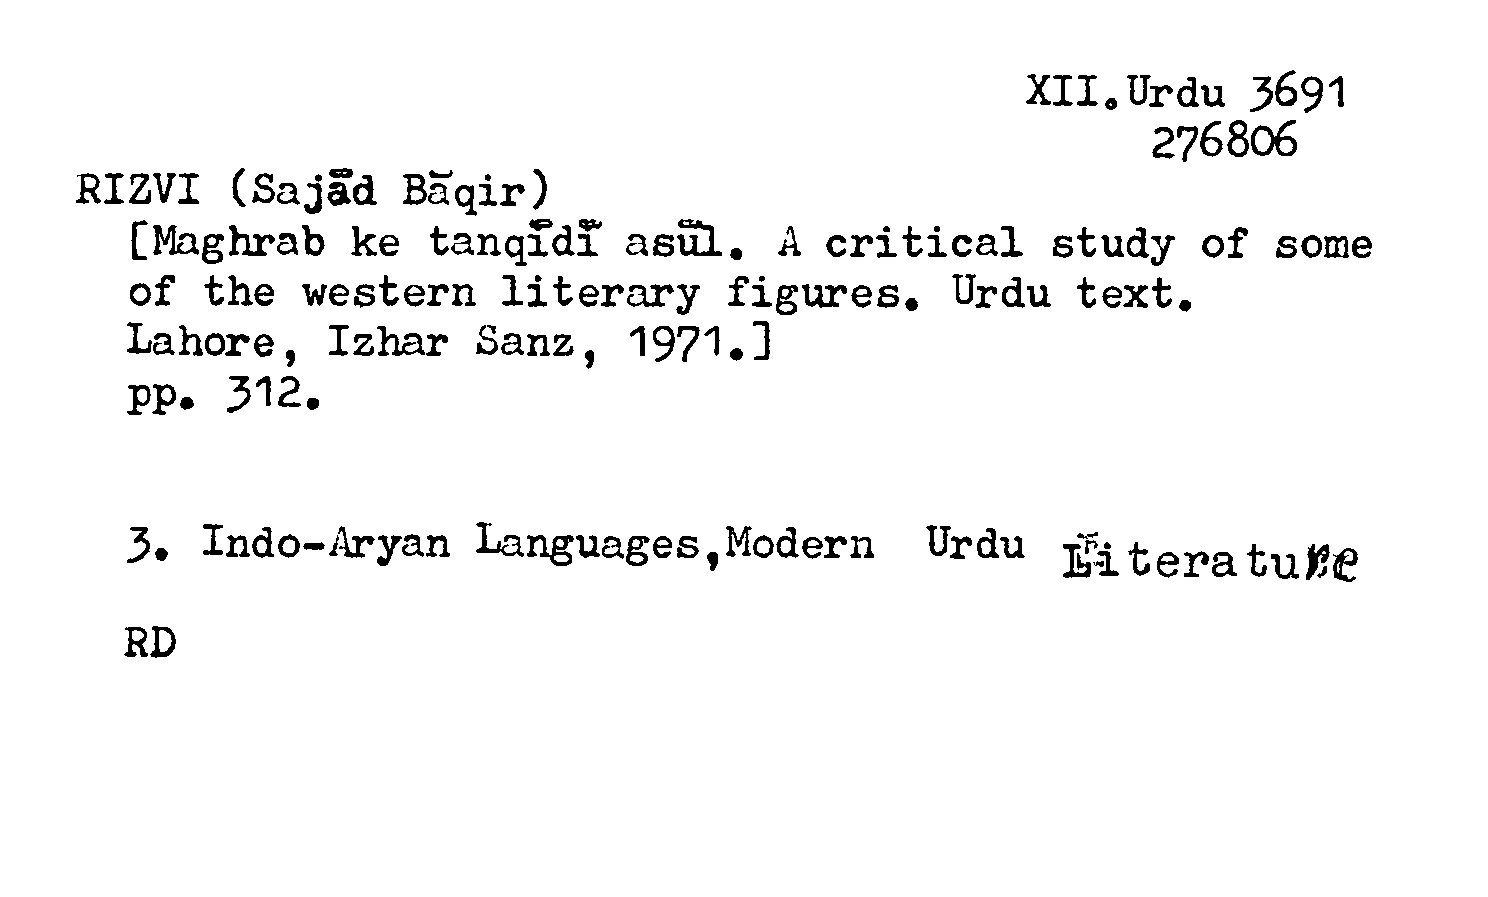 XII.Urdu 3691
276806
RIZVI (Sajād Bāqir)
[Maghrab ke tanqīdī asūl. A critical study of some
of the western literary figures. Urdu text.
Lahore, Izhar Sanz, 1971.]
pp. 312.
3. Indo-Aryan Languages,Modern Urdu Literature
RD